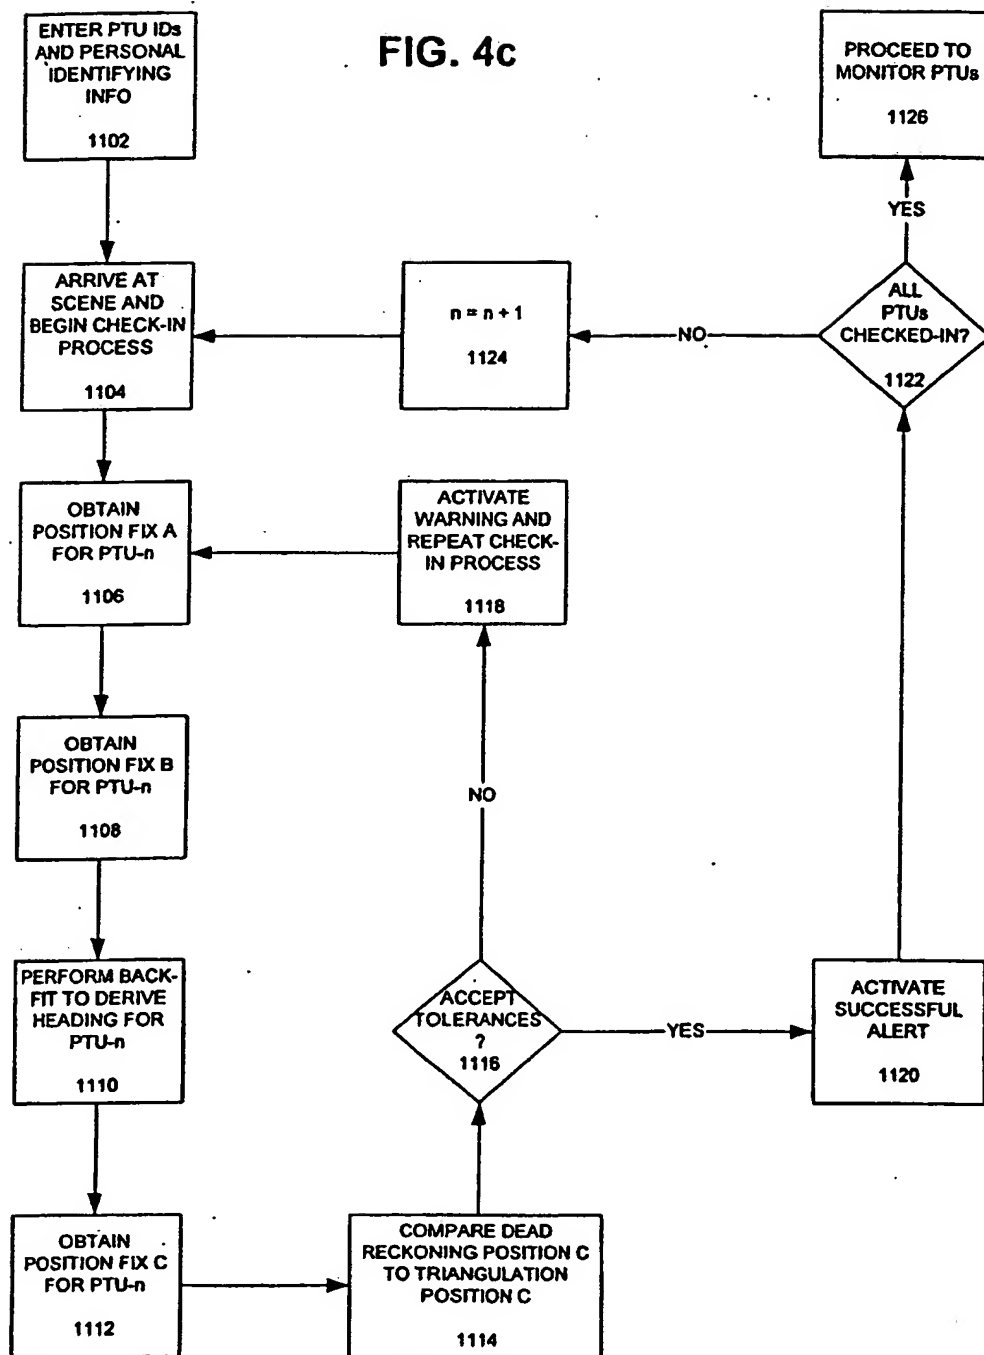 FIG. 4c
ENTER PTU IDs
AND PERSONAL
IDENTIFYING
INFO
1102
ARRIVE AT
SCENE AND
BEGIN CHECK-IN
PROCESS
1104
OBTAIN
POSITION FIX A
FOR PTU-n
1106
OBTAIN
POSITION FIX B
FOR PTU-n
1108
PERFORM BACK-
FIT TO DERIVE
HEADING FOR
PTU-n
1110
OBTAIN
POSITION FIX C
FOR PTU-n
1112
COMPARE DEAD
RECKONING POSITION C
TO TRIANGULATION
POSITION C
1114
ACCEPT
TOLERANCES
?
1116
NO
ACTIVATE
WARNING AND
REPEAT CHECK-
IN PROCESS
1118
YES
ACTIVATE
SUCCESSFUL
ALERT
1120
ALL
PTUs
CHECKED-IN?
1122
NO
n = n + 1
1124
YES
PROCEED TO
MONITOR PTUs
1126